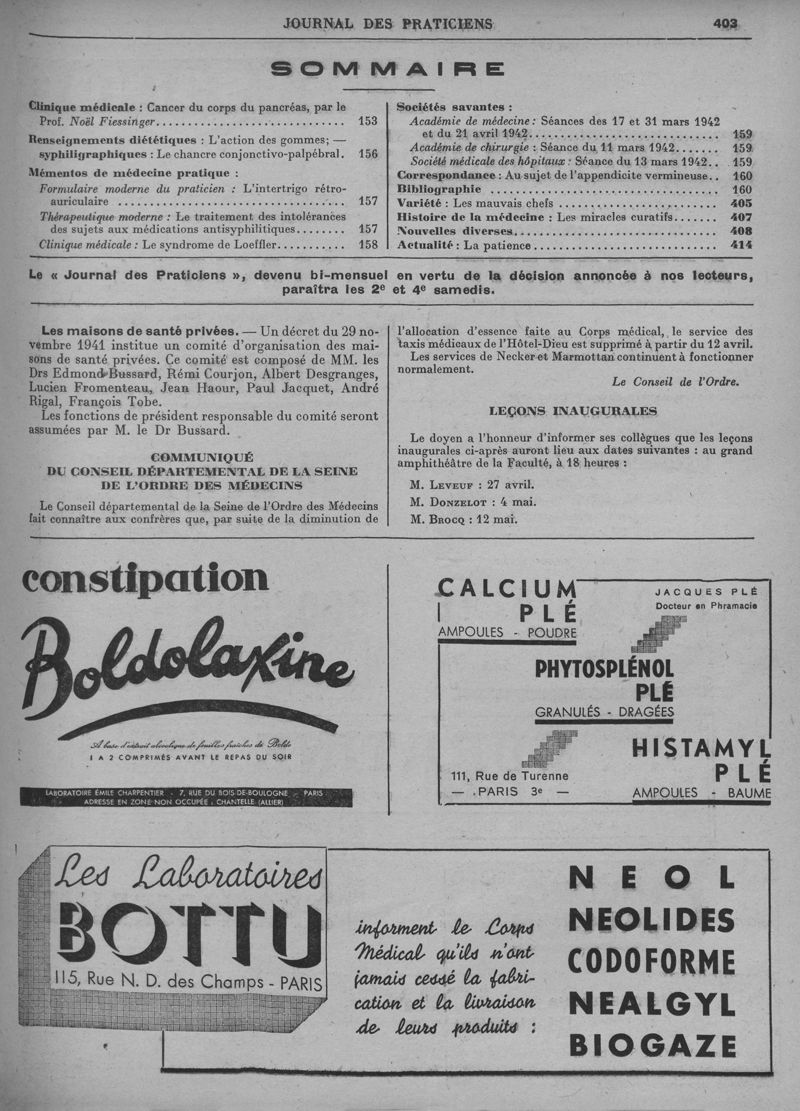 JOURNAL DES PRATICIENS 403
SOMMAIRE
Clinique médicale : Cancer du corps du pancréas, par le
Prof. Noël Fiessinger............................. 153
Renseignements diététiques : L'action des gommes; —
syphiligraphiques : Le chancre conjonctivo-palpébral. 156
Mémentos de médecine pratique :
Formulaire moderne du praticien : L'intertrigo rétro-
auriculaire .................................... 157
Thérapeutique moderne : Le traitement des intolérances
des sujets aux médications antisyphilitiques........ 157
Clinique médicale : Le syndrome de Loeffler........... 158
Sociétés savantes :
Académie de médecine : Séances des 17 et 31 mars 1942
et du 21 avril 1942.............................. 159
Académie de chirurgie : Séance du 11 mars 1942....... 159
Société médicale des hôpitaux : Séance du 13 mars 1942.. 159
Correspondance : Au sujet de l'appendicite vermineuse.. 160
Bibliographie .................................... 160
Variété : Les mauvais chefs ......................... 405
Histoire de la médecine : Les miracles curatifs....... 407
Nouvelles diverses................................ 408
Actualité : La patience ............................. 414
Le « Journal des Praticiens », devenu bi-mensuel en vertu de la décision annoncée à nos lecteurs,
paraîtra les 2e et 4e samedis.
Les maisons de santé privées. — Un décret du 29 no-
vembre 1941 institue un comité d'organisation des mai-
sons de santé privées. Ce comité est composé de MM. les
Drs Edmond Bussard, Rémi Courjon, Albert Desgranges,
Lucien Fromenteau, Jean Haour, Paul Jacquet, André
Rigal, François Tobe.
Les fonctions de président responsable du comité seront
assumées par M. le Dr Bussard.
COMMUNIQUÉ
DU CONSEIL DÉPARTEMENTAL DE LA SEINE
DE L'ORDRE DES MÉDECINS
Le Conseil départemental de la Seine de l'Ordre des Médecins
fait connaître aux confrères que, par suite de la diminution de
l'allocation d'essence faite au Corps médical, le service des
taxis médicaux de l'Hôtel-Dieu est supprimé à partir du 12 avril.
Les services de Necker et Marmottan continuent à fonctionner
normalement.
Le Conseil de l'Ordre.
LEÇONS INAUGURALES
Le doyen a l'honneur d'informer ses collègues que les leçons
inaugurales ci-après auront lieu aux dates suivantes : au grand
amphithéâtre de la Faculté, à 18 heures :
M. LEVEUF : 27 avril.
M. DONZELOT : 4 mai.
M. BROCQ : 12 mai.
constipation
Boldolaxine
A base d'extrait alcoolique de feuilles fraîches de Boldo
1 A 2 COMPRIMÉS AVANT LE REPAS DU SOIR
LABORATOIRE ÉMILE CHARPENTIER - 7, RUE DU BOIS-DE-BOULOGNE - PARIS
ADRESSE EN ZONE NON OCCUPÉE : CHANTELLE (ALLIER)
CALCIUM
PLÉ
AMPOULES - POUDRE
JACQUES PLÉ
Docteur en Phramacie
PHYTOSPLÉNOL
PLÉ
GRANULÉS - DRAGÉES
HISTAMYL
PLÉ
AMPOULES - BAUME
111, Rue de Turenne
— PARIS 3e —
Les Laboratoires
BOTTU
115, Rue N. D. des Champs - PARIS
informent le Corps
Médical qu'ils n'ont
jamais cessé la fabri-
cation et la livraison
de leurs produits :
NEOL
NEOLIDES
CODOFORME
NEALGYL
BIOGAZE